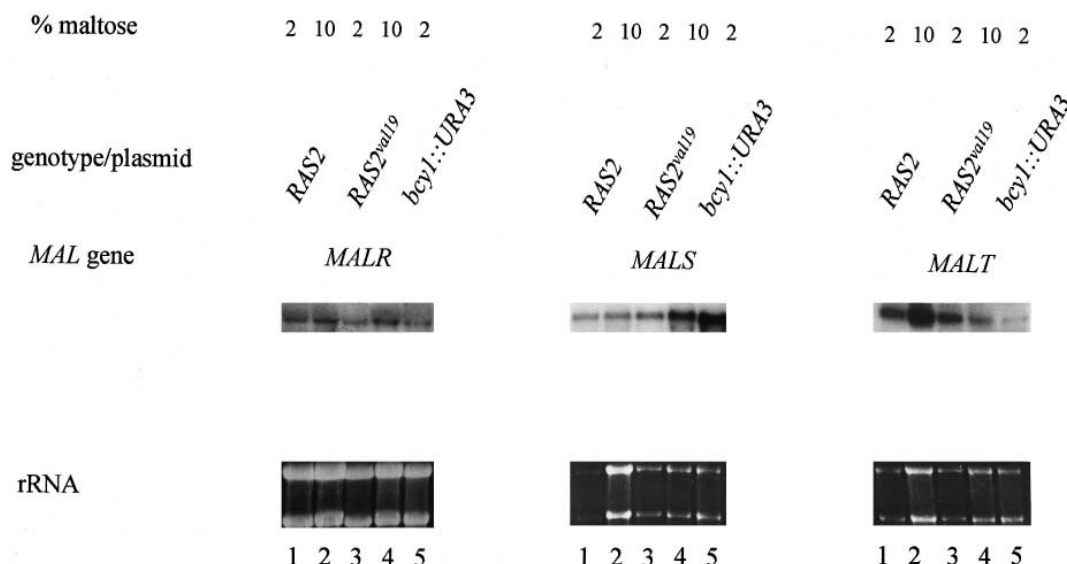 % maltose 2 10 2 10 2 2 10 2 10 2 2 10 2 10 2
genotype/plasmid RAS2 RAS2val19 bcy1::URA3 RAS2 RAS2val19 bcy1::URA3 RAS2 RAS2val19 bcy1::URA3
MAL gene MALR MALS MALT
rRNA
1 2 3 4 5 1 2 3 4 5 1 2 3 4 5